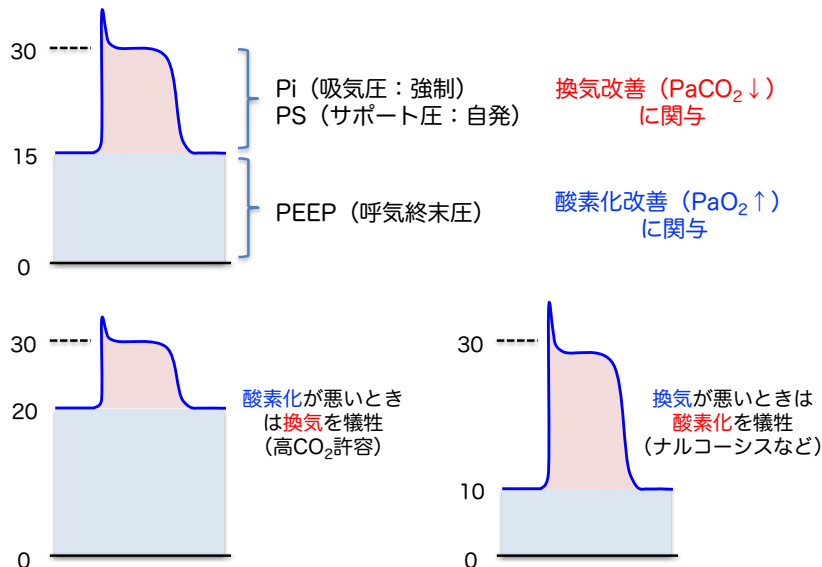 30
15
0
Pi（吸気圧：強制）
PS（サポート圧：自発）
換気改善（PaCO₂↓）
に関与
PEEP（呼気終末圧）
酸素化改善（PaO₂↑）
に関与
30
20
0
酸素化が悪いとき
は換気を犠牲
（高CO₂許容）
30
10
0
換気が悪いときは
酸素化を犠牲
（ナルコーシスなど）